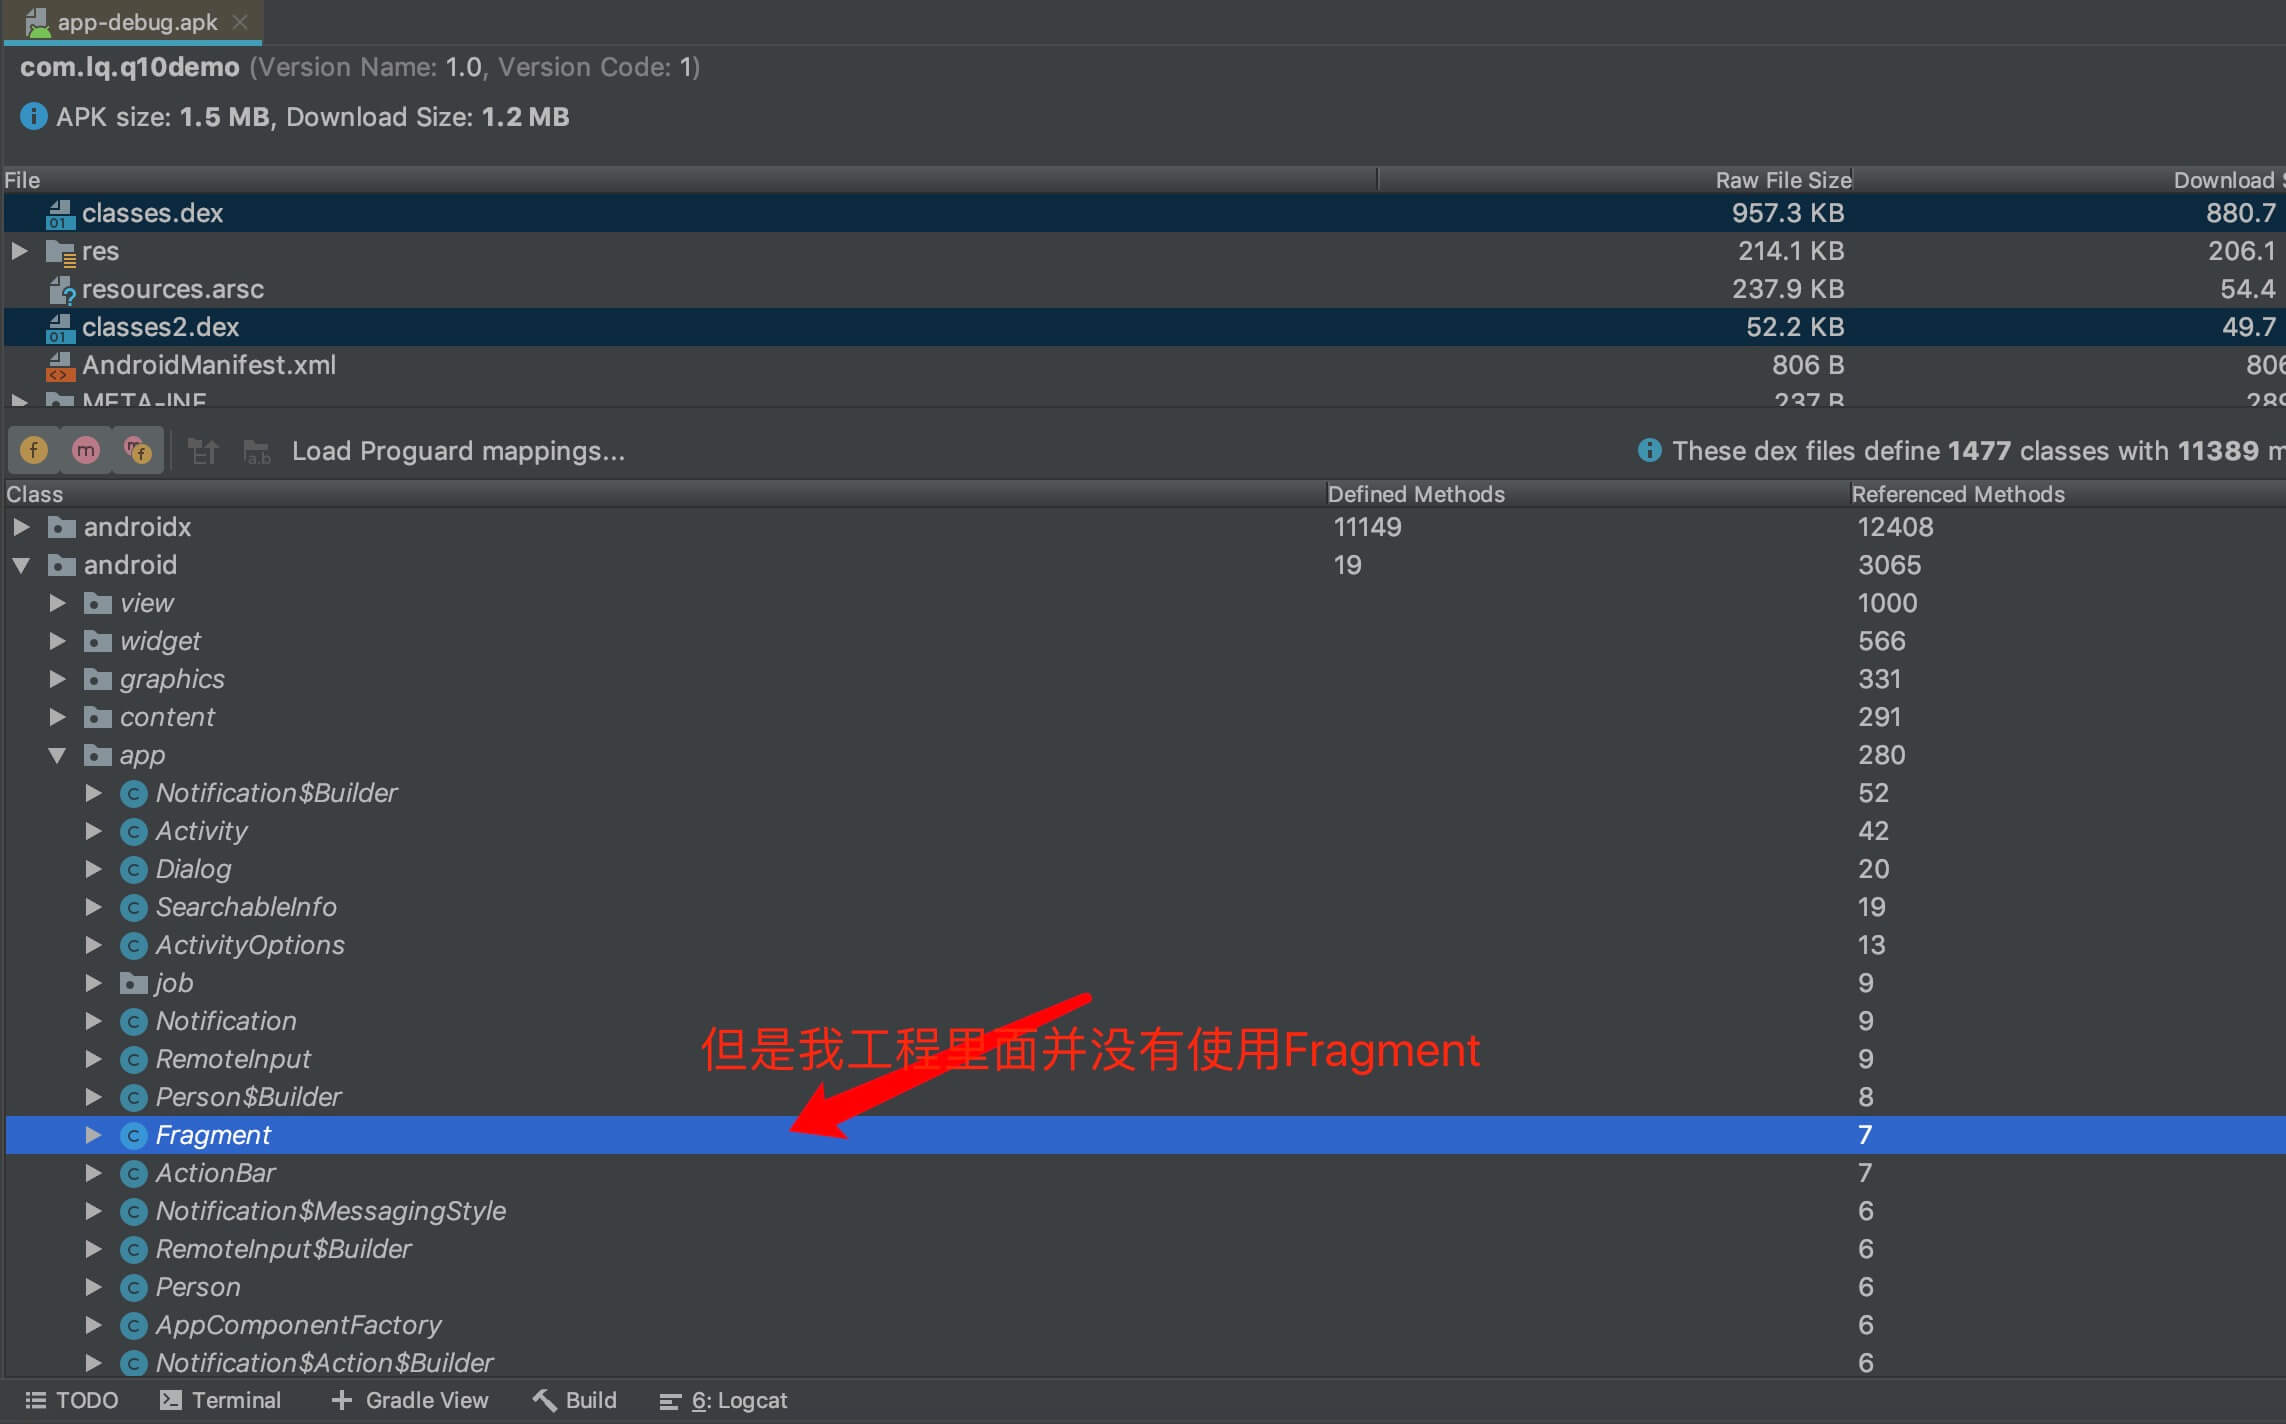 app-debug.apk
com.lq.q10demo (Version Name: 1.0, Version Code: 1)
APK size: 1.5 MB, Download Size: 1.2 MB
File Raw File Size Download S
classes.dex 957.3 KB 880.7
res 214.1 KB 206.1
resources.arsc 237.9 KB 54.4
classes2.dex 52.2 KB 49.7
AndroidManifest.xml 806 B 806
META-INF 237 B 289
Load Proguard mappings... These dex files define 1477 classes with 11389 m
Class Defined Methods Referenced Methods
androidx 11149 12408
android 19 3065
view 1000
widget 566
graphics 331
content 291
app 280
Notification$Builder 52
Activity 42
Dialog 20
SearchableInfo 19
ActivityOptions 13
job 9
Notification 9
但是我工程里面并没有使用Fragment
RemoteInput 9
Person$Builder 8
Fragment 7
ActionBar 7
Notification$MessagingStyle 6
RemoteInput$Builder 6
Person 6
AppComponentFactory 6
Notification$Action$Builder 6
TODO Terminal Gradle View Build 6: Logcat